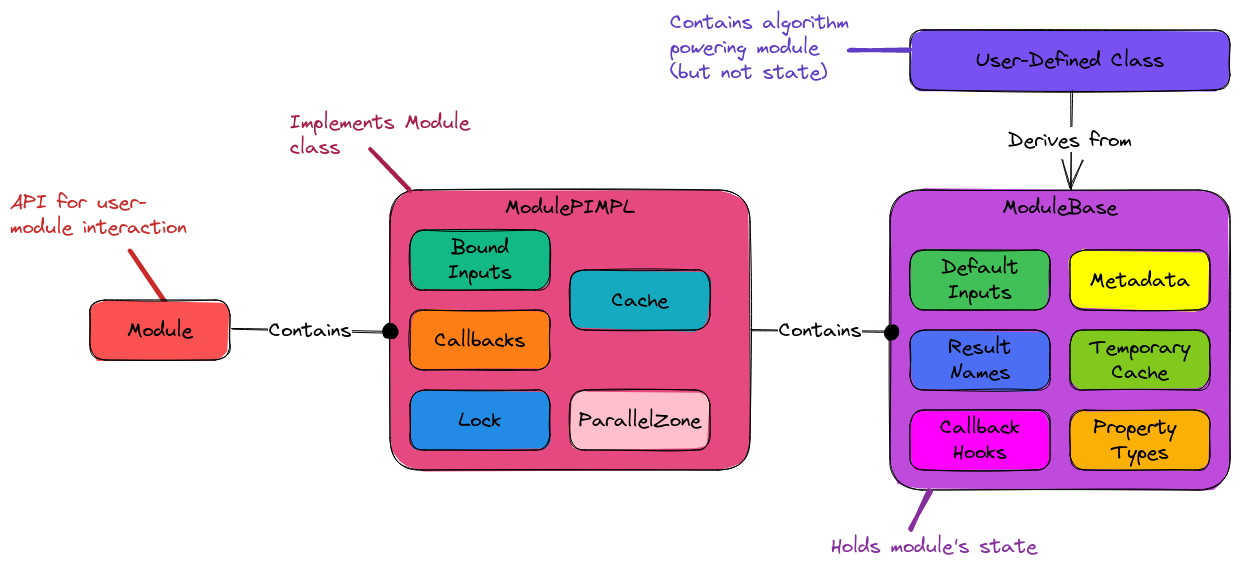 Contains algorithm
powering module
(but not state)
User-Defined Class
Derives from
Implements Module
class
API for user-
module interaction
Module
Contains
ModulePIMPL
Bound
Inputs
Cache
Callbacks
Lock
ParallelZone
Contains
ModuleBase
Default
Inputs
Metadata
Result
Names
Temporary
Cache
Callback
Hooks
Property
Types
Holds module's state